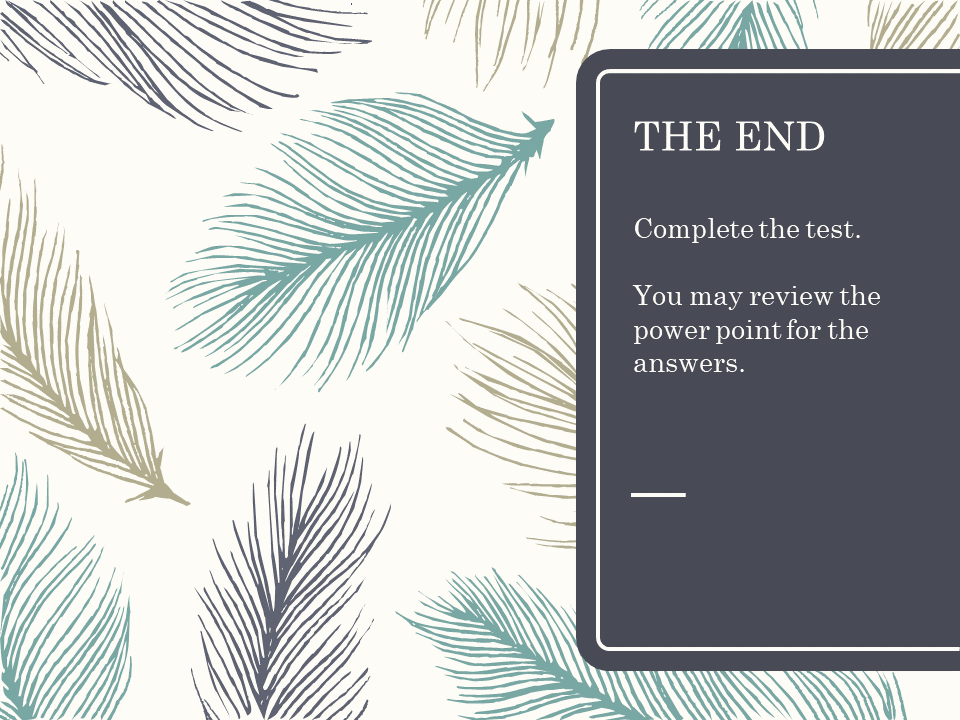 THE END
Complete the test.
You may review the
power point for the
answers.